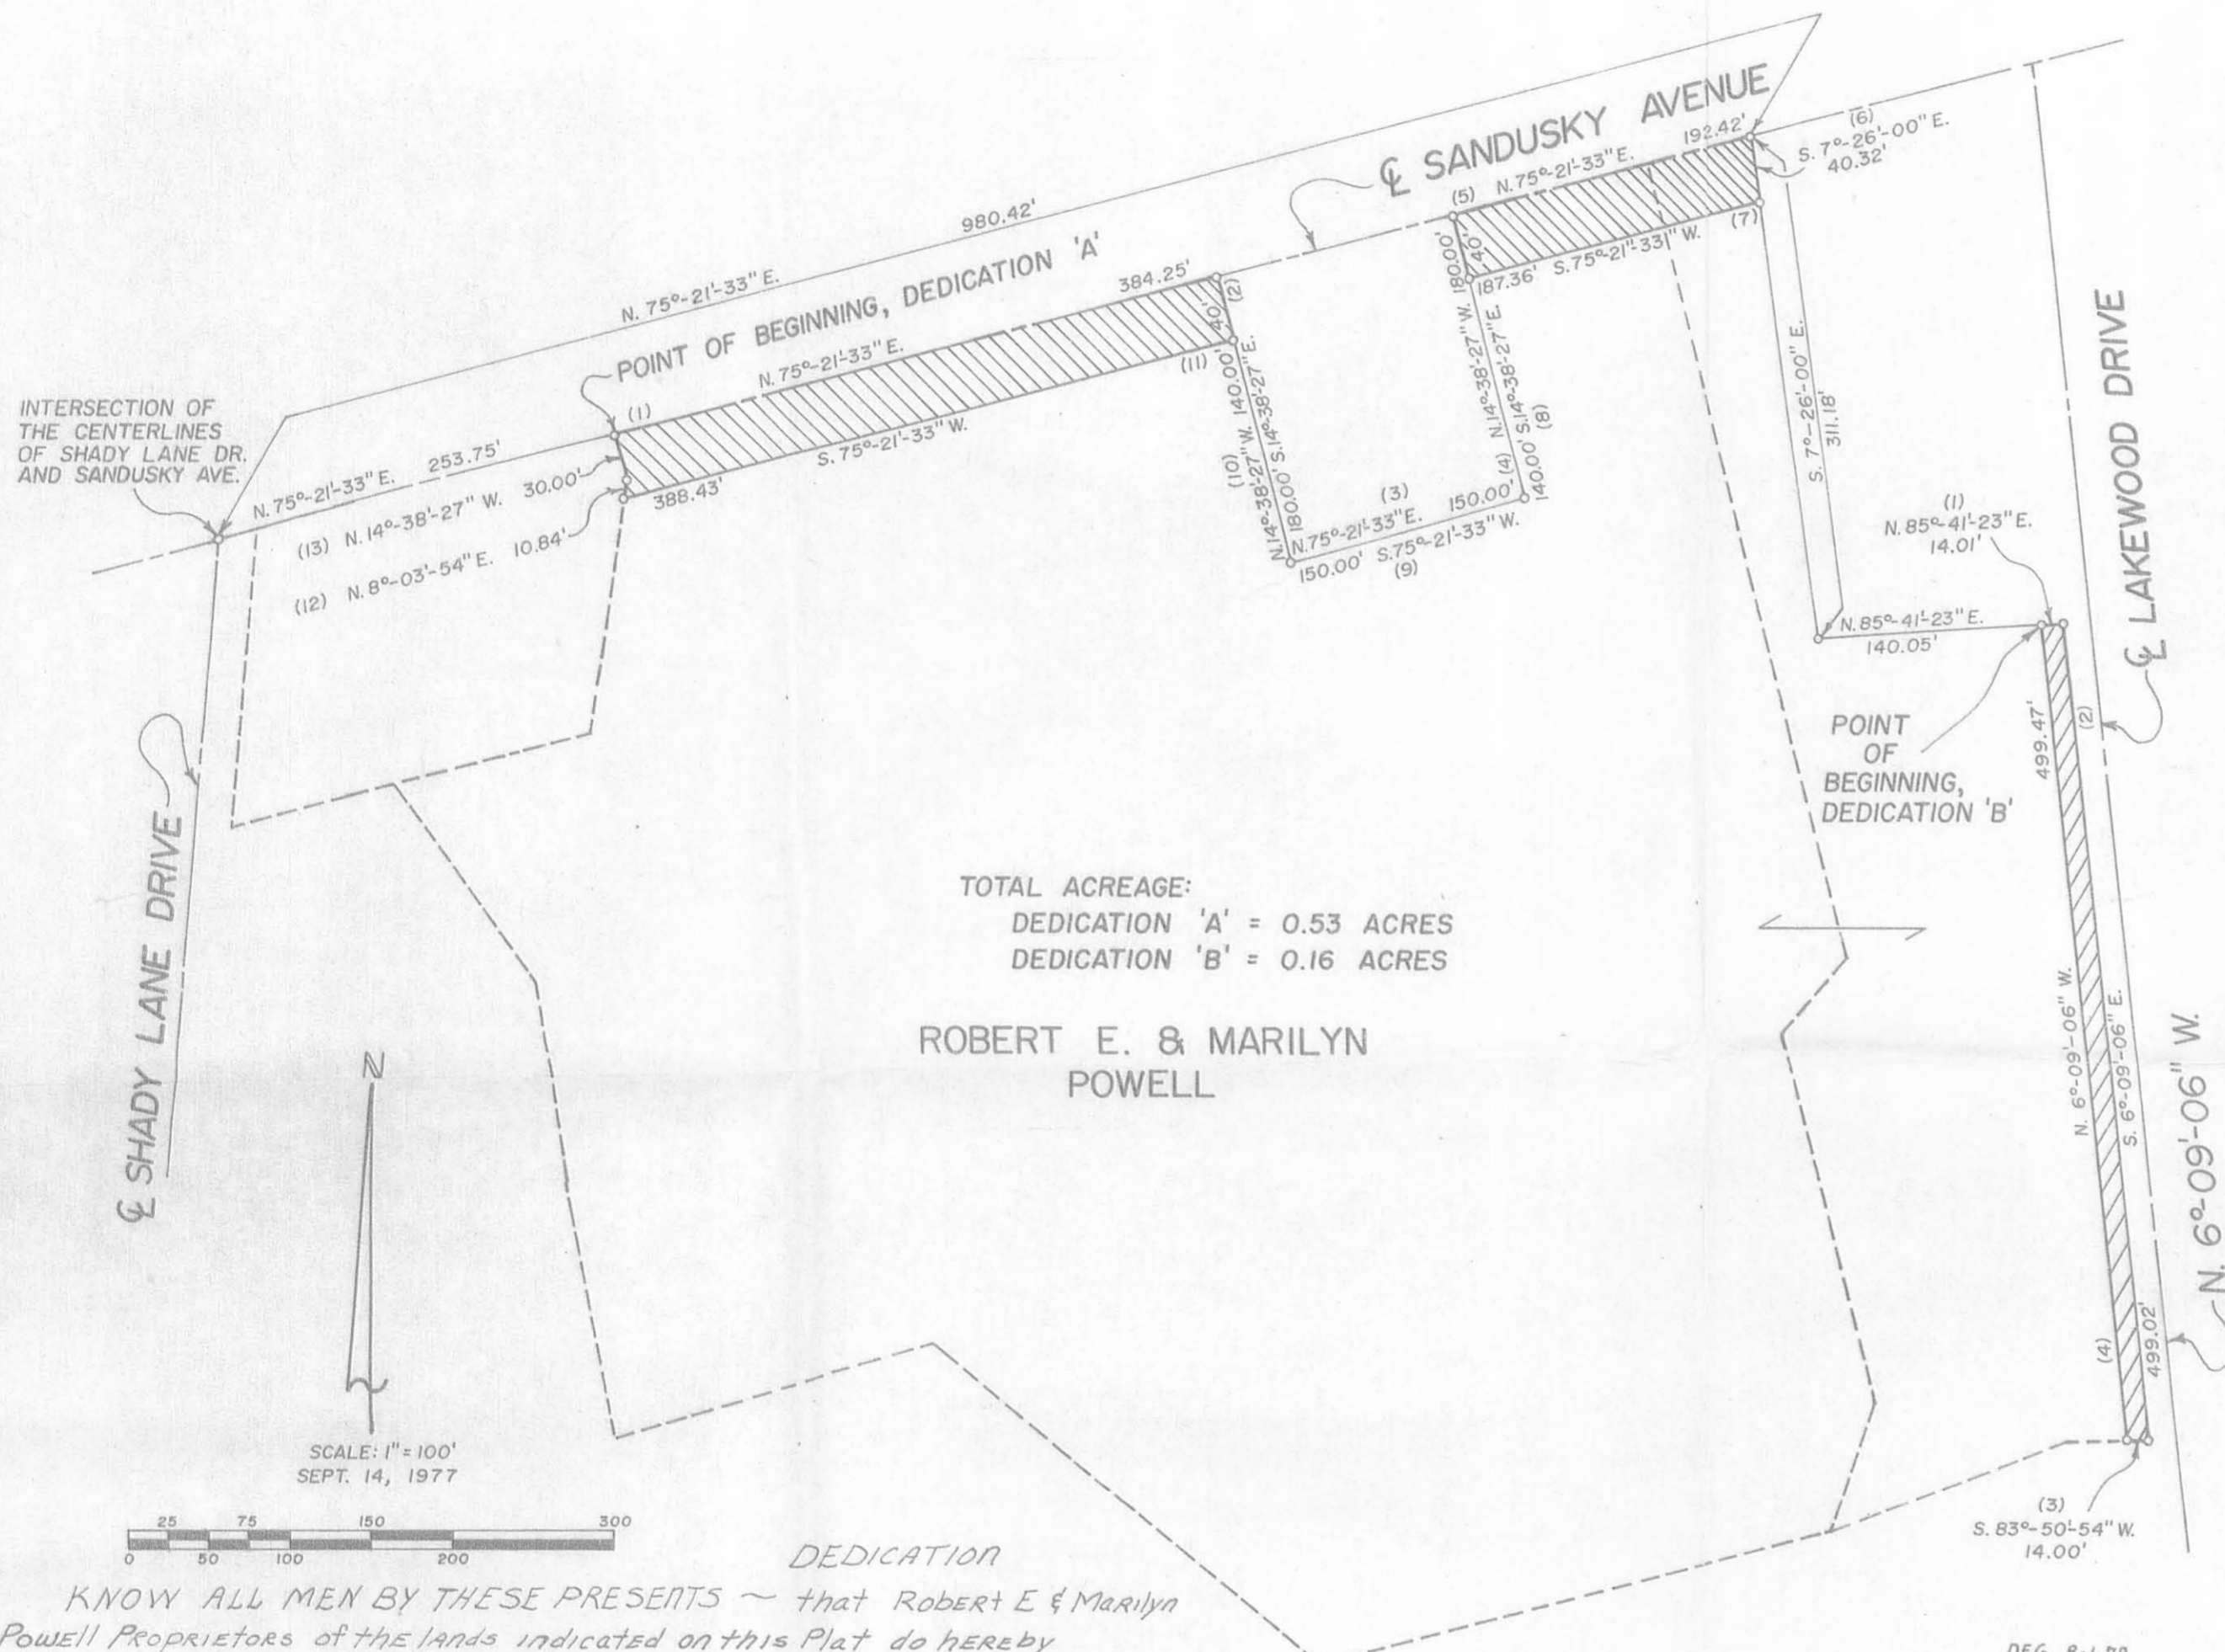 ℄ SANDUSKY AVENUE
980.42'
N. 75°-21'-33" E.
POINT OF BEGINNING, DEDICATION 'A'
384.25'
N. 75°-21'-33" E.
(1)
(2)
40'
(11)
S. 75°-21'-33" W.
388.43'
INTERSECTION OF
THE CENTERLINES
OF SHADY LANE DR.
AND SANDUSKY AVE.
N. 75°-21'-33" E. 253.75'
(13) N. 14°-38'-27" W. 30.00'
(12) N. 8°-03'-54" E. 10.84'
(10)
N. 14°-38'-27" W. 140.00'
180.00' S. 14°-38'-27" E.
(3)
N. 75°-21'-33" E. 150.00'
150.00' S. 75°-21'-33" W.
(9)
(4) N. 14°-38'-27" W. 180.00'
140.00' S. 14°-38'-27" E.
(8)
40'
(5) N. 75°-21'-33" E. 192.42'
187.36' S. 75°-21'-33" W.
(7)
(6)
S. 7°-26'-00" E.
40.32'
S. 7°-26'-00" E.
311.18'
(1)
N. 85°-41'-23" E.
14.01'
N. 85°-41'-23" E.
140.05'
℄ LAKEWOOD DRIVE
POINT
OF
BEGINNING,
DEDICATION 'B'
499.47'
(2)
N. 6°-09'-06" W.
S. 6°-09'-06" E.
(4)
499.02'
N. 6°-09'-06" W.
(3)
S. 83°-50'-54" W.
14.00'
℄ SHADY LANE DRIVE
TOTAL ACREAGE:
DEDICATION 'A' = 0.53 ACRES
DEDICATION 'B' = 0.16 ACRES
ROBERT E. & MARILYN
POWELL
N
SCALE: 1" = 100'
SEPT. 14, 1977
25 75 150 300
0 50 100 200
DEDICATION
KNOW ALL MEN BY THESE PRESENTS ~ that Robert E & Marilyn
Powell Proprietors of the lands indicated on this Plat do hereby